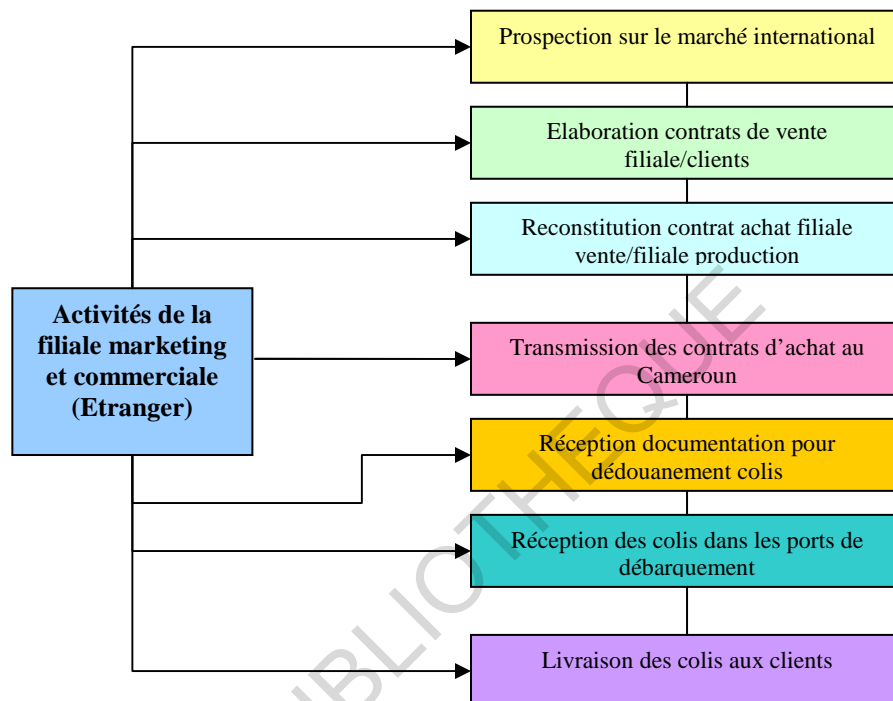 Prospection sur le marché international
Elaboration contrats de vente
filiale/clients
Reconstitution contrat achat filiale
vente/filiale production
Activités de la
filiale marketing
et commerciale
(Etranger)
Transmission des contrats d'achat au
Cameroun
Réception documentation pour
dédouanement colis
Réception des colis dans les ports de
débarquement
Livraison des colis aux clients
BIBLIOTHEQUE